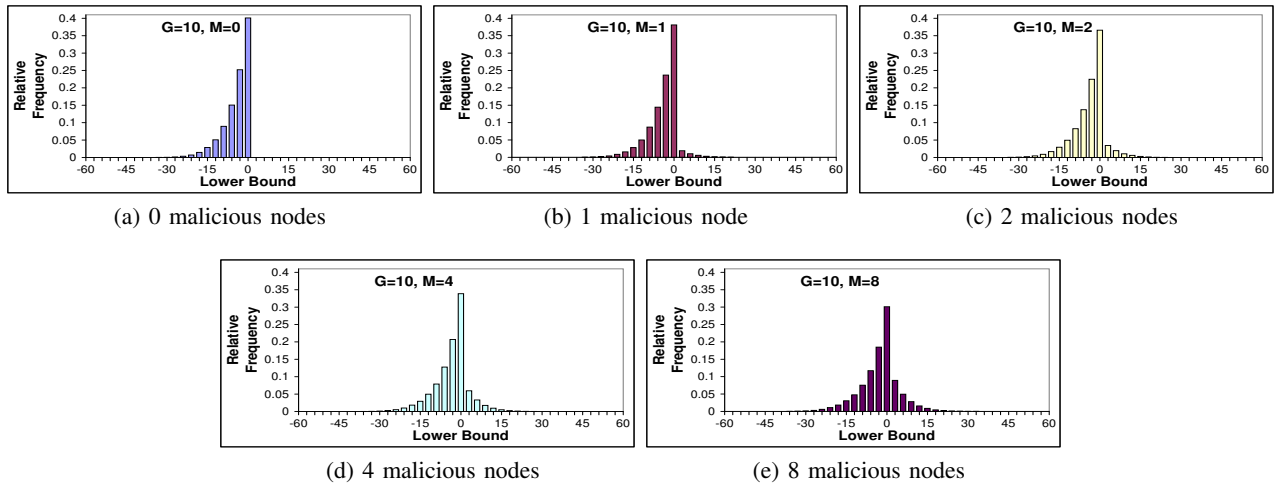 G=10, M=0
0.4
0.35
0.3
0.25
0.2
0.15
0.1
0.05
0
Relative
Frequency
-60 -45 -30 -15 0 15 30 45 60
Lower Bound
(a) 0 malicious nodes
G=10, M=1
0.4
0.35
0.3
0.25
0.2
0.15
0.1
0.05
0
Relative
Frequency
-60 -45 -30 -15 0 15 30 45 60
Lower Bound
(b) 1 malicious node
G=10, M=2
0.4
0.35
0.3
0.25
0.2
0.15
0.1
0.05
0
Relative
Frequency
-60 -45 -30 -15 0 15 30 45 60
Lower Bound
(c) 2 malicious nodes
G=10, M=4
0.4
0.35
0.3
0.25
0.2
0.15
0.1
0.05
0
Relative
Frequency
-60 -45 -30 -15 0 15 30 45 60
Lower Bound
(d) 4 malicious nodes
G=10, M=8
0.4
0.35
0.3
0.25
0.2
0.15
0.1
0.05
0
Relative
Frequency
-60 -45 -30 -15 0 15 30 45 60
Lower Bound
(e) 8 malicious nodes